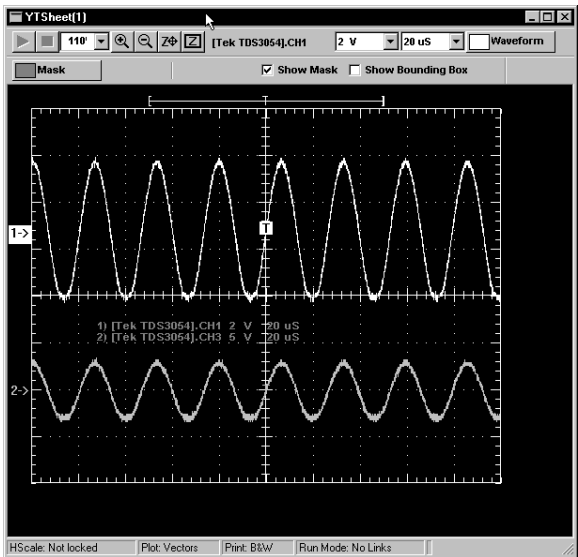 YTSheet(1)
110' [Tek TDS3054].CH1 2 V 20 uS Waveform
Mask Show Mask Show Bounding Box
T
1->
1) [Tek TDS3054].CH1 2 V 20 uS
2) [Tek TDS3054].CH3 5 V 20 uS
2->
HScale: Not locked Plot: Vectors Print: B&W Run Mode: No Links